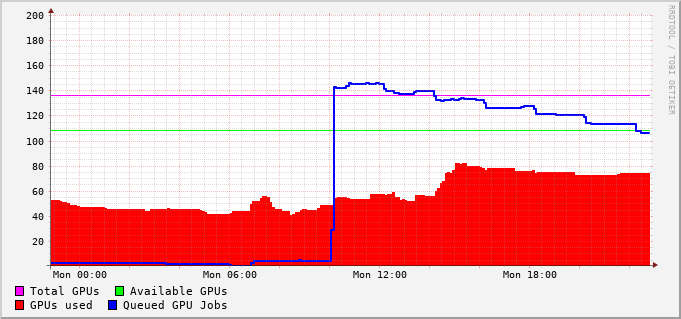 200
180
160
140
120
100
80
60
40
20
Mon 00:00 Mon 06:00 Mon 12:00 Mon 18:00
Total GPUs Available GPUs
GPUs used Queued GPU Jobs
RRDTOOL / TOBI OETIKER